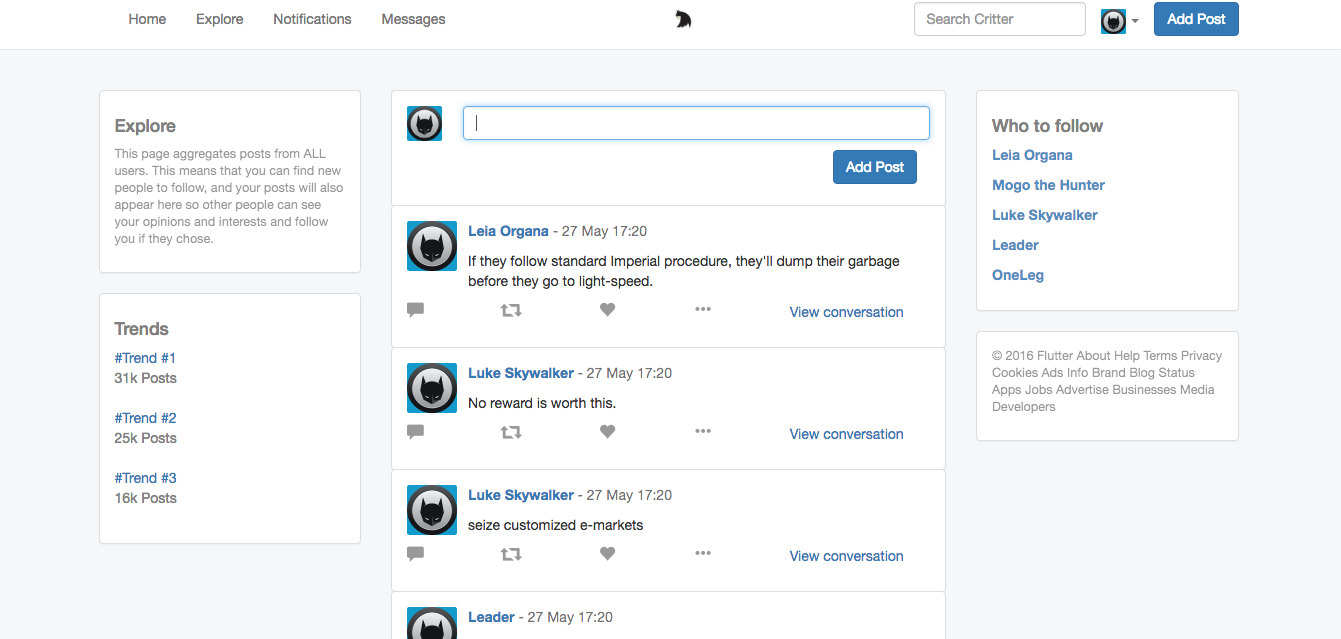 Home Explore Notifications Messages Search Critter Add Post
Explore
This page aggregates posts from ALL
users. This means that you can find new
people to follow, and your posts will also
appear here so other people can see
your opinions and interests and follow
you if they chose.
Trends
#Trend #1
31k Posts
#Trend #2
25k Posts
#Trend #3
16k Posts
Add Post
Leia Organa - 27 May 17:20
If they follow standard Imperial procedure, they'll dump their garbage
before they go to light-speed.
View conversation
Luke Skywalker - 27 May 17:20
No reward is worth this.
View conversation
Luke Skywalker - 27 May 17:20
seize customized e-markets
View conversation
Leader - 27 May 17:20
Who to follow
Leia Organa
Mogo the Hunter
Luke Skywalker
Leader
OneLeg
© 2016 Flutter About Help Terms Privacy
Cookies Ads Info Brand Blog Status
Apps Jobs Advertise Businesses Media
Developers